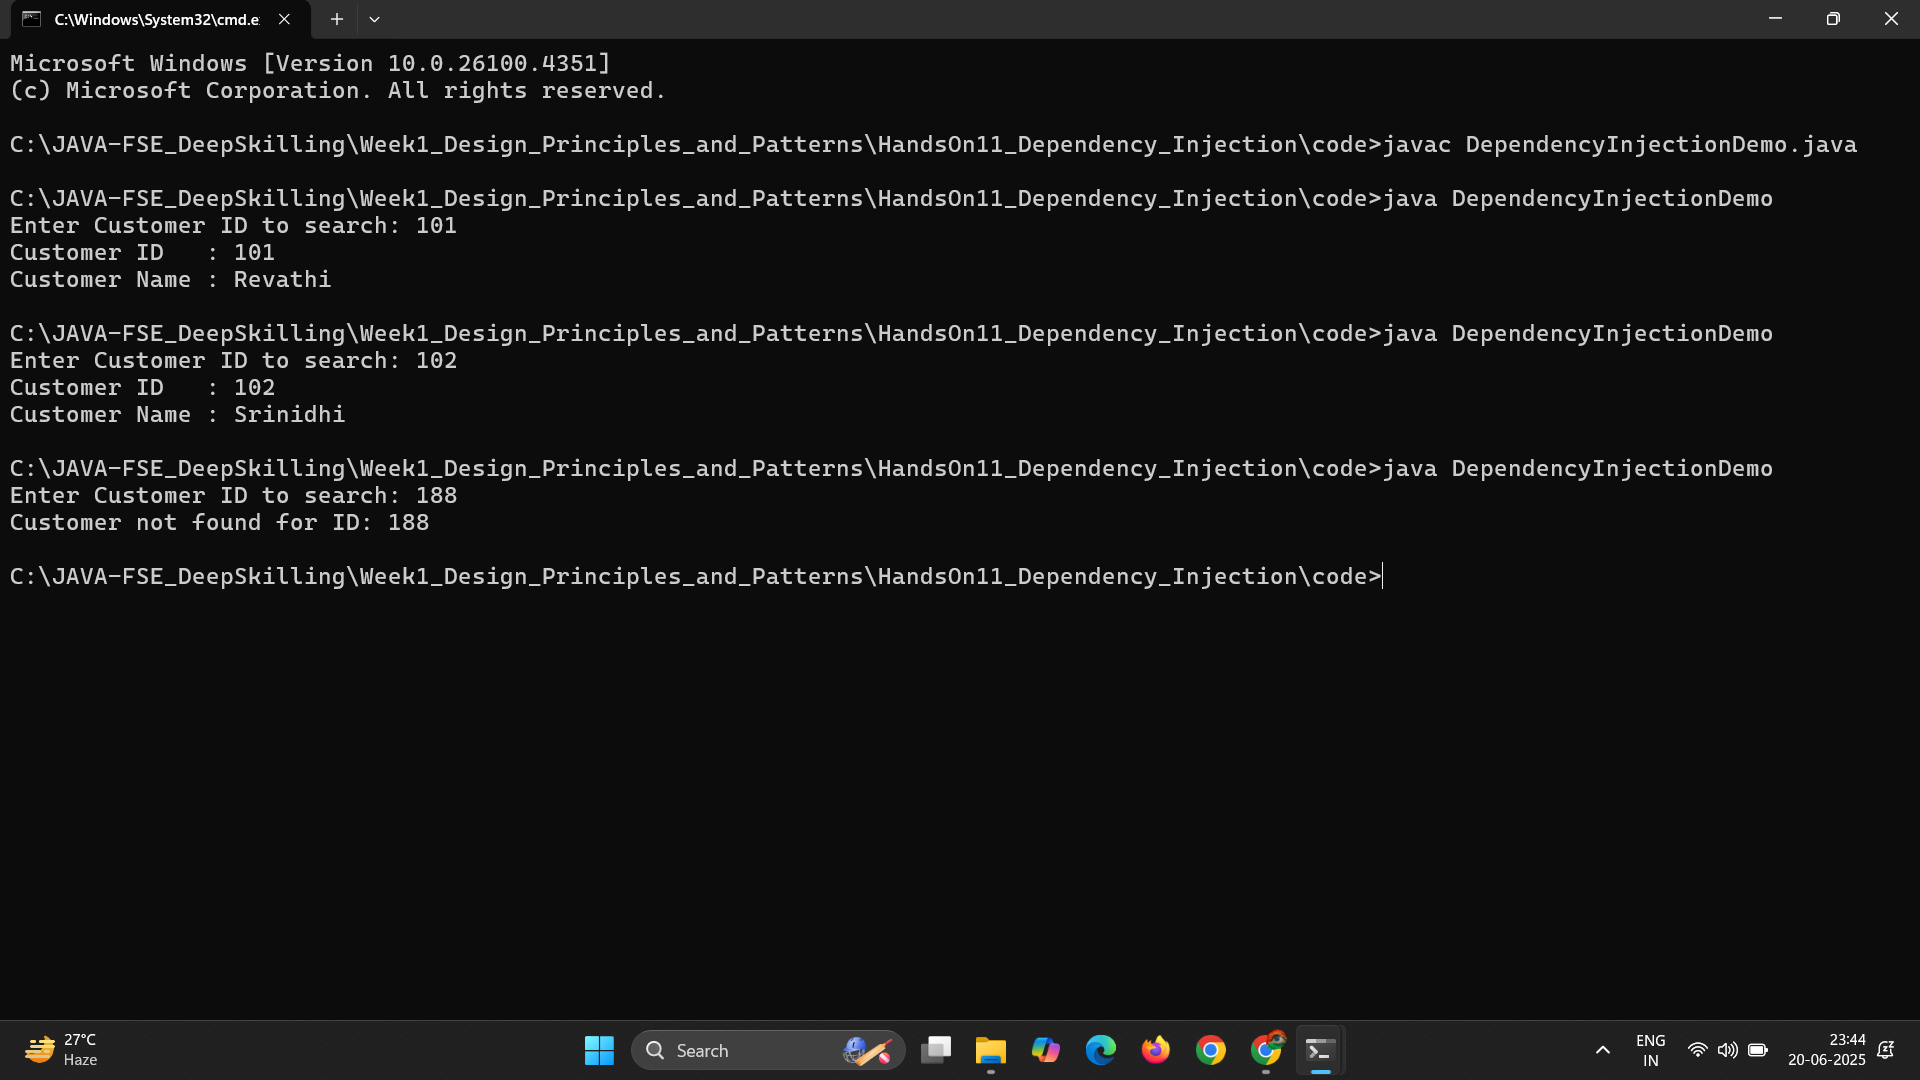 C:\Windows\System32\cmd.e
Microsoft Windows [Version 10.0.26100.4351]
(c) Microsoft Corporation. All rights reserved.
C:\JAVA-FSE_DeepSkilling\Week1_Design_Principles_and_Patterns\HandsOn11_Dependency_Injection\code>javac DependencyInjectionDemo.java
C:\JAVA-FSE_DeepSkilling\Week1_Design_Principles_and_Patterns\HandsOn11_Dependency_Injection\code>java DependencyInjectionDemo
Enter Customer ID to search: 101
Customer ID   : 101
Customer Name : Revathi
C:\JAVA-FSE_DeepSkilling\Week1_Design_Principles_and_Patterns\HandsOn11_Dependency_Injection\code>java DependencyInjectionDemo
Enter Customer ID to search: 102
Customer ID   : 102
Customer Name : Srinidhi
C:\JAVA-FSE_DeepSkilling\Week1_Design_Principles_and_Patterns\HandsOn11_Dependency_Injection\code>java DependencyInjectionDemo
Enter Customer ID to search: 188
Customer not found for ID: 188
C:\JAVA-FSE_DeepSkilling\Week1_Design_Principles_and_Patterns\HandsOn11_Dependency_Injection\code>
27°C
Haze
Search
ENG
IN
23:44
20-06-2025